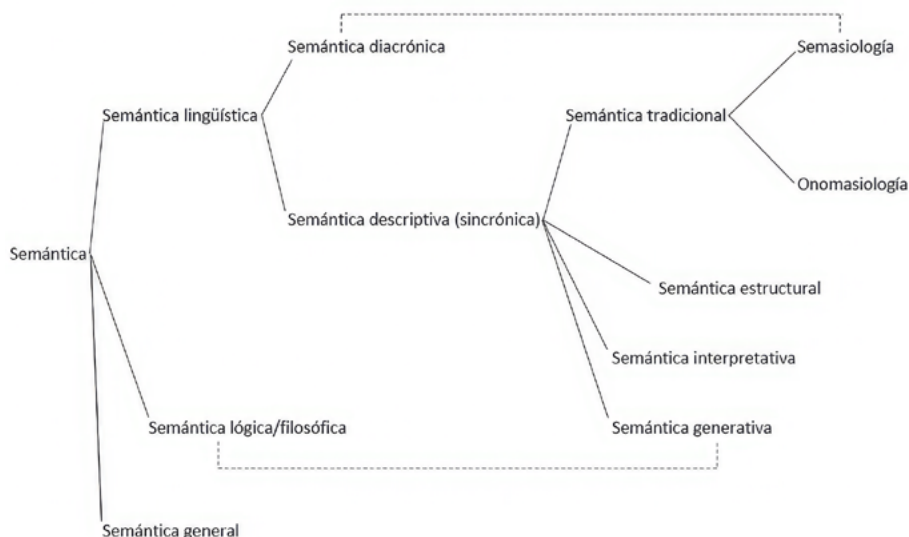 Semántica diacrónica
Semasiología
Semántica lingüística
Semántica tradicional
Onomasiología
Semántica descriptiva (sincrónica)
Semántica
Semántica estructural
Semántica interpretativa
Semántica lógica/filosófica
Semántica generativa
Semántica general